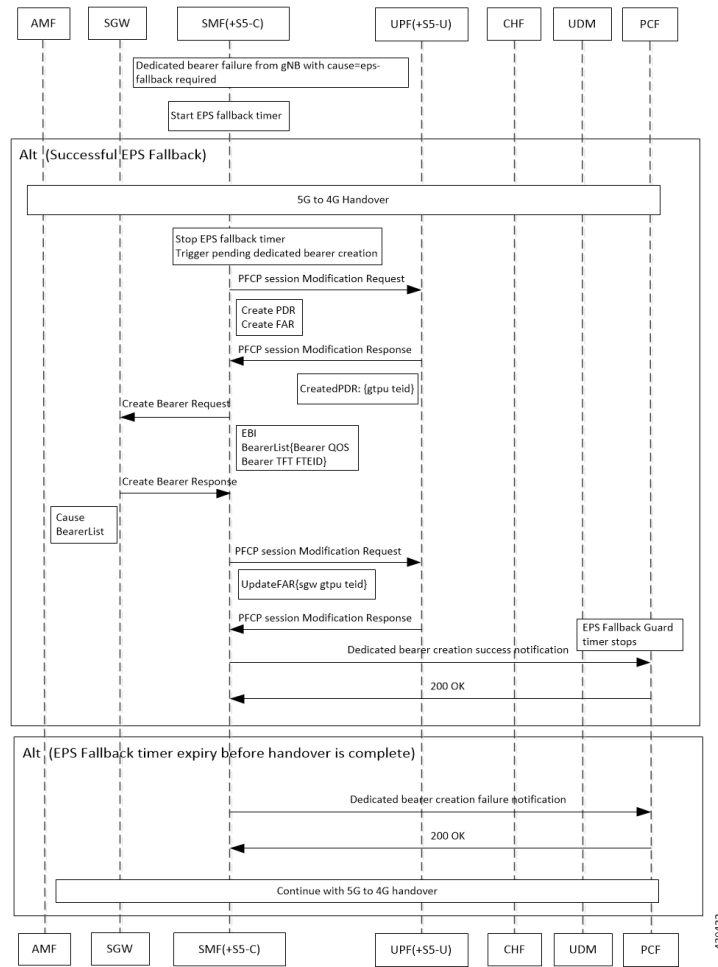 AMF SGW SMF(+S5-C) UPF(+S5-U) CHF UDM PCF
Dedicated bearer failure from gNB with cause=eps-
fallback required
Start EPS fallback timer
Alt (Successful EPS Fallback)
5G to 4G Handover
Stop EPS fallback timer
Trigger pending dedicated bearer creation
PFCP session Modification Request
Create PDR
Create FAR
PFCP session Modification Response
CreatedPDR: {gtpu teid}
Create Bearer Request
EBI
BearerList{Bearer QOS
Bearer TFT FTEID}
Create Bearer Response
Cause
BearerList
PFCP session Modification Request
UpdateFAR{sgw gtpu teid}
PFCP session Modification Response
EPS Fallback Guard
timer stops
Dedicated bearer creation success notification
200 OK
Alt (EPS Fallback timer expiry before handover is complete)
Dedicated bearer creation failure notification
200 OK
Continue with 5G to 4G handover
AMF SGW SMF(+S5-C) UPF(+S5-U) CHF UDM PCF